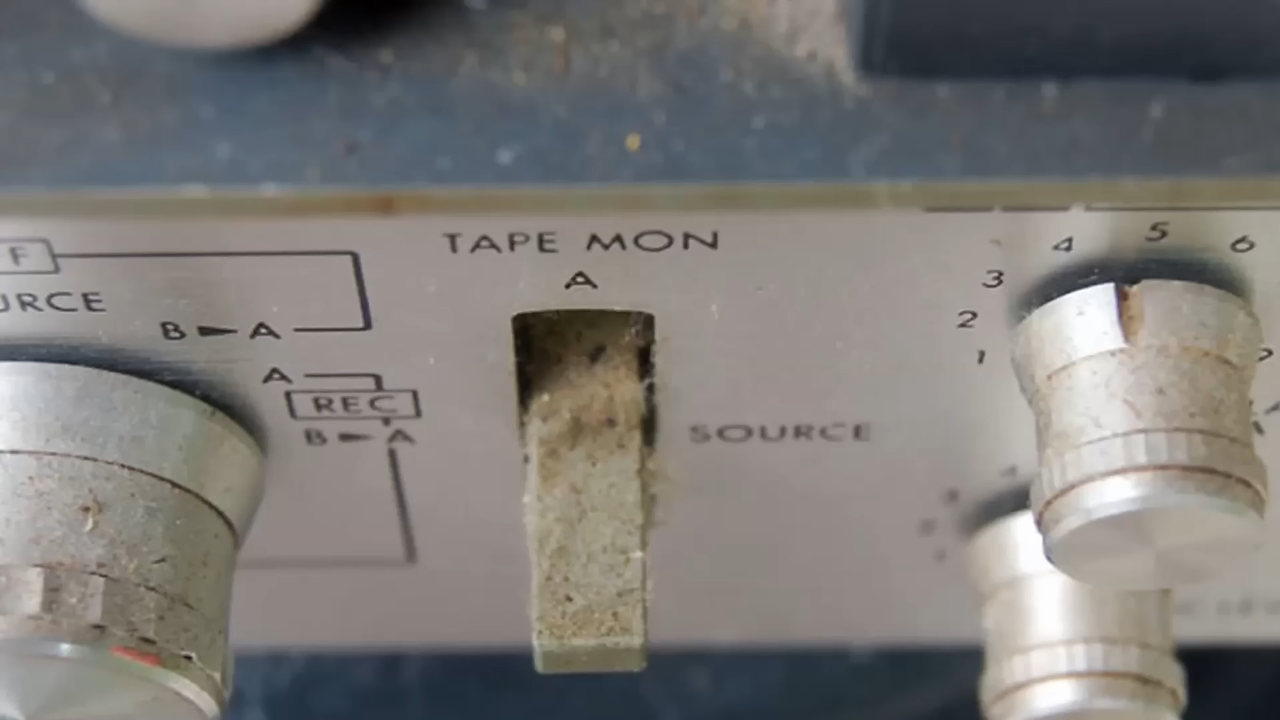 TAPE MON
A
F
URCE
B►A
A
REC
B►A
SOURCE
1 2 3 4 5 6